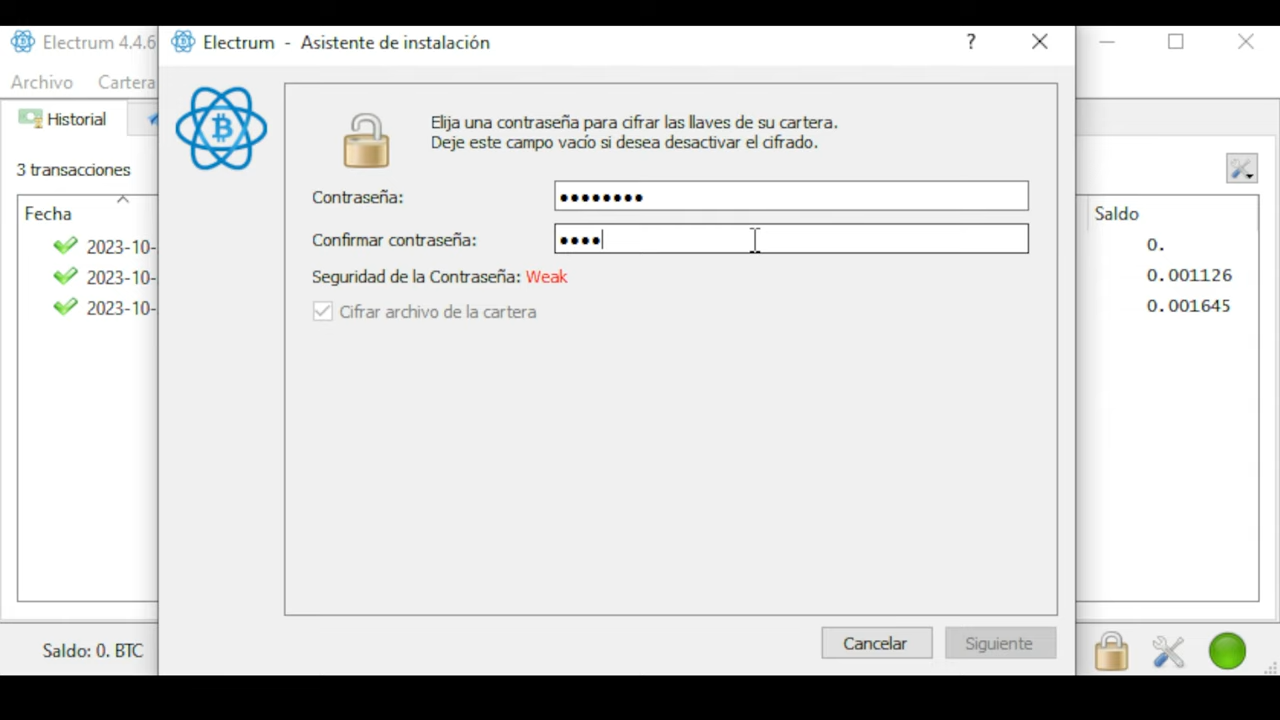 Electrum 4.4.6
Electrum - Asistente de instalación
?
Archivo Cartera
Historial
Elija una contraseña para cifrar las llaves de su cartera.
Deje este campo vacío si desea desactivar el cifrado.
3 transacciones
Contraseña: ●●●●●●●●
Fecha
Saldo
Confirmar contraseña: ●●●●
2023-10-
0.
Seguridad de la Contraseña: Weak
2023-10-
0.001126
Cifrar archivo de la cartera
2023-10-
0.001645
Saldo: 0. BTC
Cancelar
Siguiente